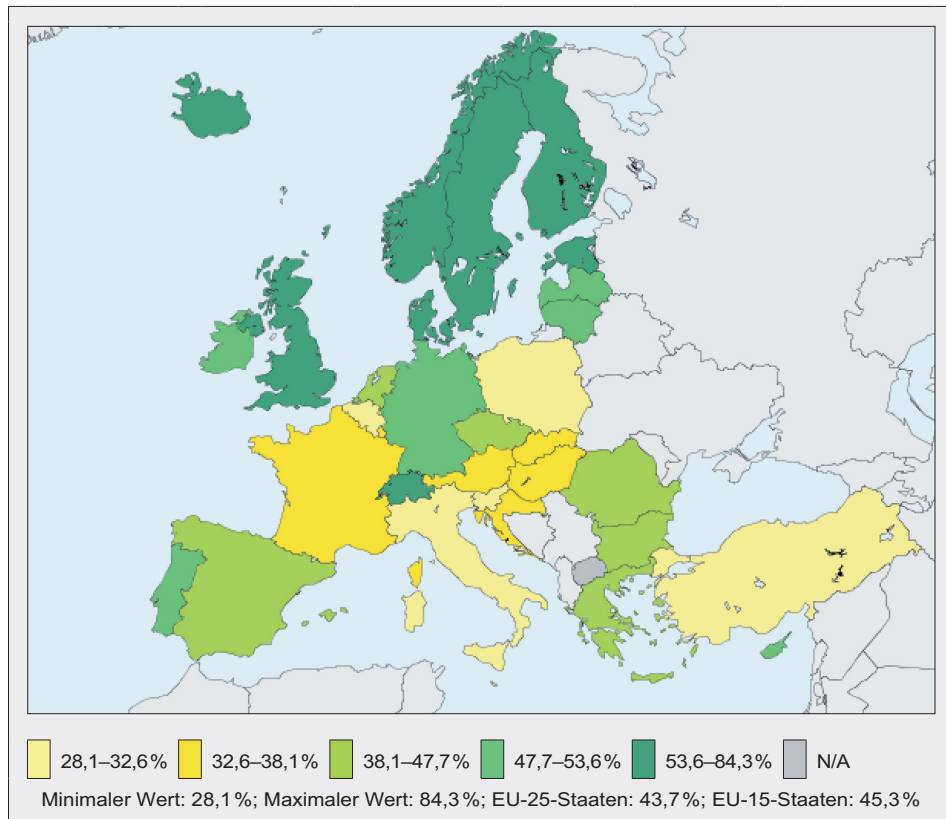 28,1–32,6 % 32,6–38,1 % 38,1–47,7 % 47,7–53,6 % 53,6–84,3 % N/A
Minimaler Wert: 28,1 %; Maximaler Wert: 84,3 %; EU-25-Staaten: 43,7 %; EU-15-Staaten: 45,3 %